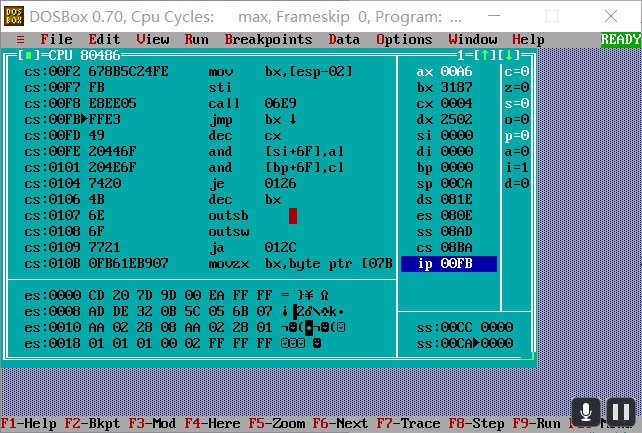 DOS BOX DOSBox 0.70, Cpu Cycles: max, Frameskip 0, Program: ...
≡ File Edit View Run Breakpoints Data Options Window Help READY
[■]=CPU 80486 1=[↑][↓]
cs:00F2 678B5C24FE mov bx,[esp-02] ax 00A6 c=0
cs:00F7 FB sti bx 3187 z=0
cs:00F8 E8EE05 call 06E9 cx 0004 s=0
cs:00FB▶FFE3 jmp bx ↓ dx 2502 o=0
cs:00FD 49 dec cx si 0000 p=0
cs:00FE 20446F and [si+6F],al di 0000 a=0
cs:0101 204E6F and [bp+6F],cl bp 0000 i=1
cs:0104 7420 je 0126 sp 00CA d=0
cs:0106 4B dec bx ds 081E
cs:0107 6E outsb es 080E
cs:0108 6F outsw ss 08AD
cs:0109 7721 ja 012C cs 08BA
cs:010B 0FB61EB907 movzx bx,byte ptr [07B ip 00FB
es:0000 CD 20 7D 9D 00 EA FF FF = }¥ Ω
es:0008 AD DE 32 0B 5C 05 6B 07
es:0010 AA 02 28 08 AA 02 28 01 ss:00CC 0000
es:0018 01 01 01 00 02 FF FF FF ss:00CA▶0000
F1-Help F2-Bkpt F3-Mod F4-Here F5-Zoom F6-Next F7-Trace F8-Step F9-Run